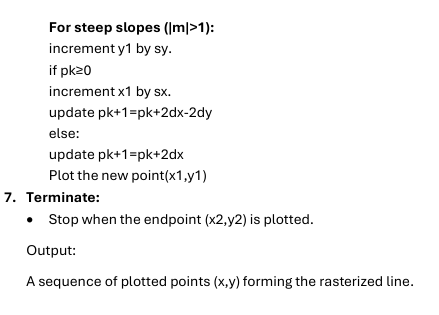 For steep slopes (|m|>1):
increment y1 by sy.
if pk≥0
increment x1 by sx.
update pk+1=pk+2dx-2dy
else:
update pk+1=pk+2dx
Plot the new point(x1,y1)
7. Terminate:
• Stop when the endpoint (x2,y2) is plotted.
Output:
A sequence of plotted points (x,y) forming the rasterized line.